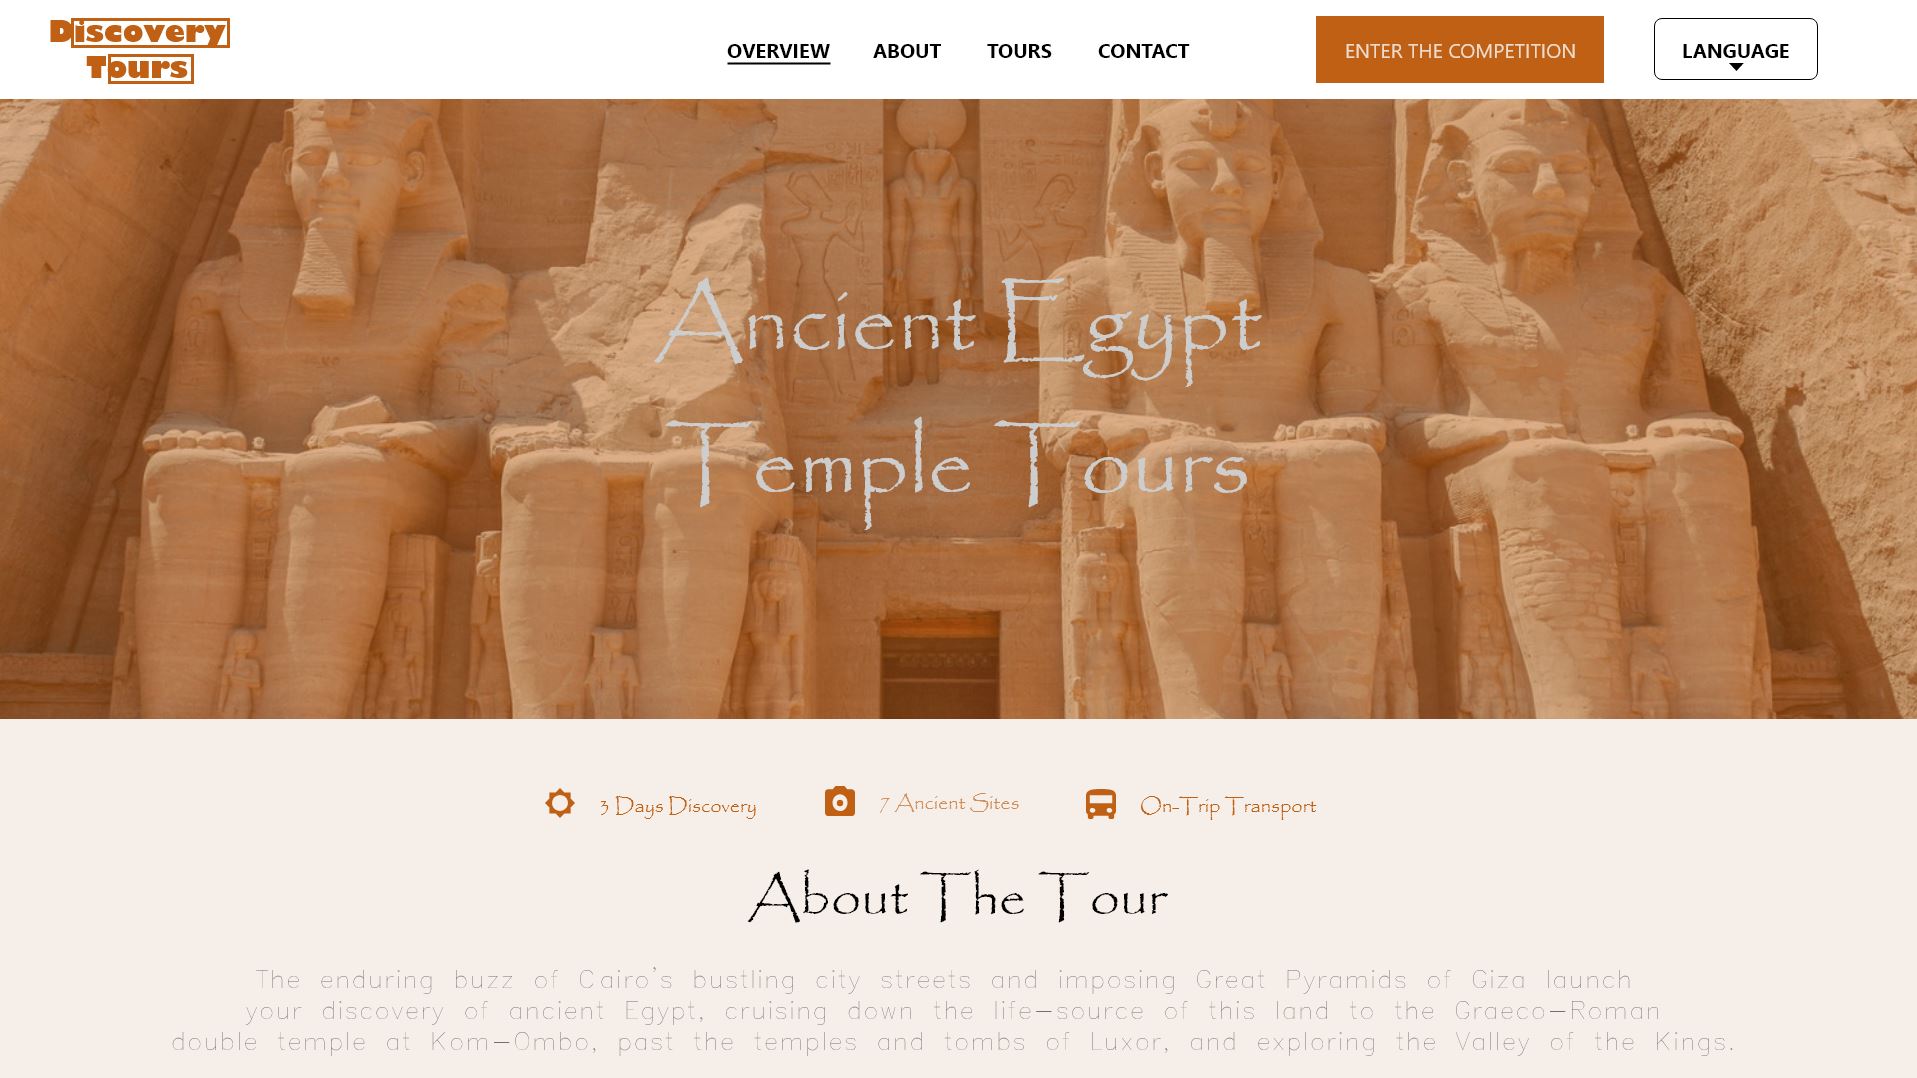 Discovery
Tours
OVERVIEW
ABOUT
TOURS
CONTACT
ENTER THE COMPETITION
LANGUAGE
Ancient Egypt
Temple Tours
3 Days Discovery
7 Ancient Sites
On-Trip Transport
About The Tour
The enduring buzz of Cairo's bustling city streets and imposing Great Pyramids of Giza launch
your discovery of ancient Egypt, cruising down the life-source of this land to the Graeco-Roman
double temple at Kom-Ombo, past the temples and tombs of Luxor, and exploring the Valley of the Kings.